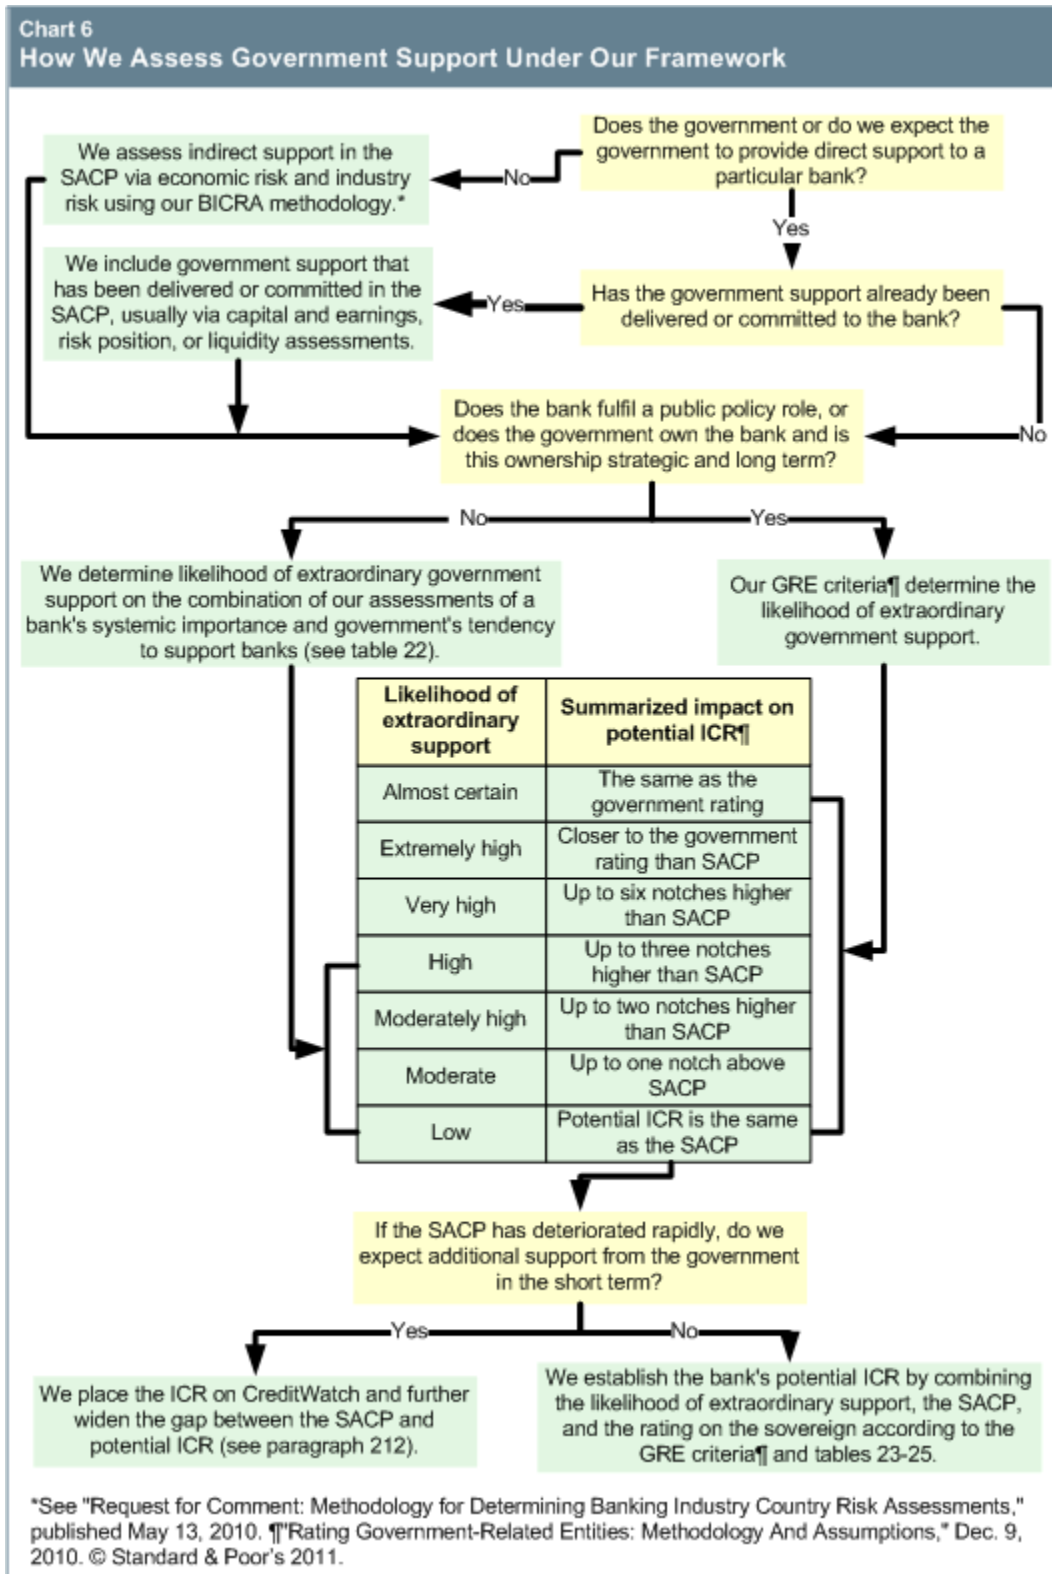 Chart 6
How We Assess Government Support Under Our Framework
Does the government or do we expect the
government to provide direct support to a
particular bank?
No
We assess indirect support in the
SACP via economic risk and industry
risk using our BICRA methodology.*
Yes
We include government support that
has been delivered or committed in the
SACP, usually via capital and earnings,
risk position, or liquidity assessments.
Yes
Has the government support already been
delivered or committed to the bank?
No
Does the bank fulfil a public policy role, or
does the government own the bank and is
this ownership strategic and long term?
No
Yes
We determine likelihood of extraordinary government
support on the combination of our assessments of a
bank's systemic importance and government's tendency
to support banks (see table 22).
Our GRE criteria¶ determine the
likelihood of extraordinary
government support.
Likelihood of
extraordinary
support
Summarized impact on
potential ICR¶
Almost certain
The same as the
government rating
Extremely high
Closer to the government
rating than SACP
Very high
Up to six notches higher
than SACP
High
Up to three notches
higher than SACP
Moderately high
Up to two notches higher
than SACP
Moderate
Up to one notch above
SACP
Low
Potential ICR is the same
as the SACP
If the SACP has deteriorated rapidly, do we
expect additional support from the government
in the short term?
Yes
No
We place the ICR on CreditWatch and further
widen the gap between the SACP and
potential ICR (see paragraph 212).
We establish the bank's potential ICR by combining
the likelihood of extraordinary support, the SACP,
and the rating on the sovereign according to the
GRE criteria¶ and tables 23-25.
*See "Request for Comment: Methodology for Determining Banking Industry Country Risk Assessments,"
published May 13, 2010. ¶"Rating Government-Related Entities: Methodology And Assumptions," Dec. 9,
2010. © Standard & Poor's 2011.